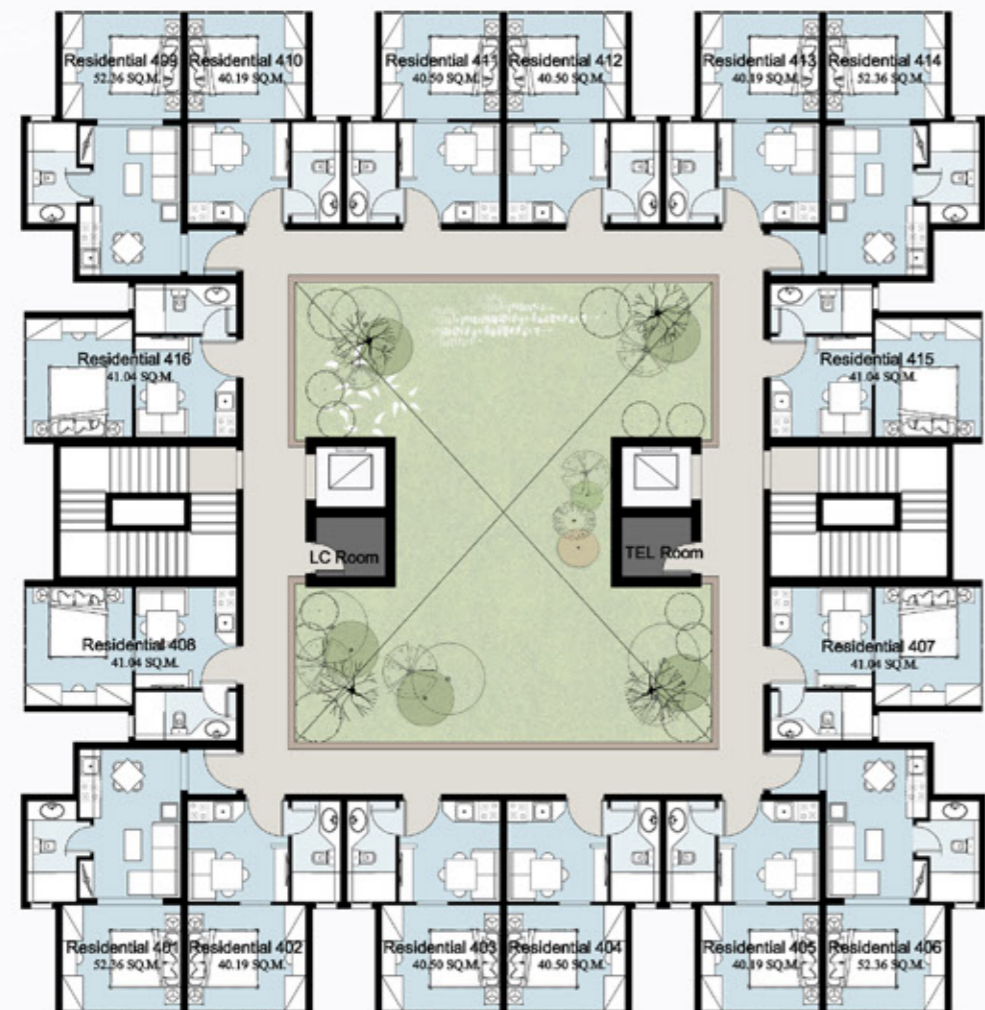 Residential 409
52.36 SQ.M.
Residential 410
40.19 SQ.M.
Residential 411
40.50 SQ.M.
Residential 412
40.50 SQ.M.
Residential 413
40.19 SQ.M.
Residential 414
52.36 SQ.M.
Residential 416
41.04 SQ.M.
Residential 415
41.04 SQ.M.
LC Room
TEL Room
Residential 408
41.04 SQ.M.
Residential 407
41.04 SQ.M.
Residential 401
52.36 SQ.M.
Residential 402
40.19 SQ.M.
Residential 403
40.50 SQ.M.
Residential 404
40.50 SQ.M.
Residential 405
40.19 SQ.M.
Residential 406
52.36 SQ.M.